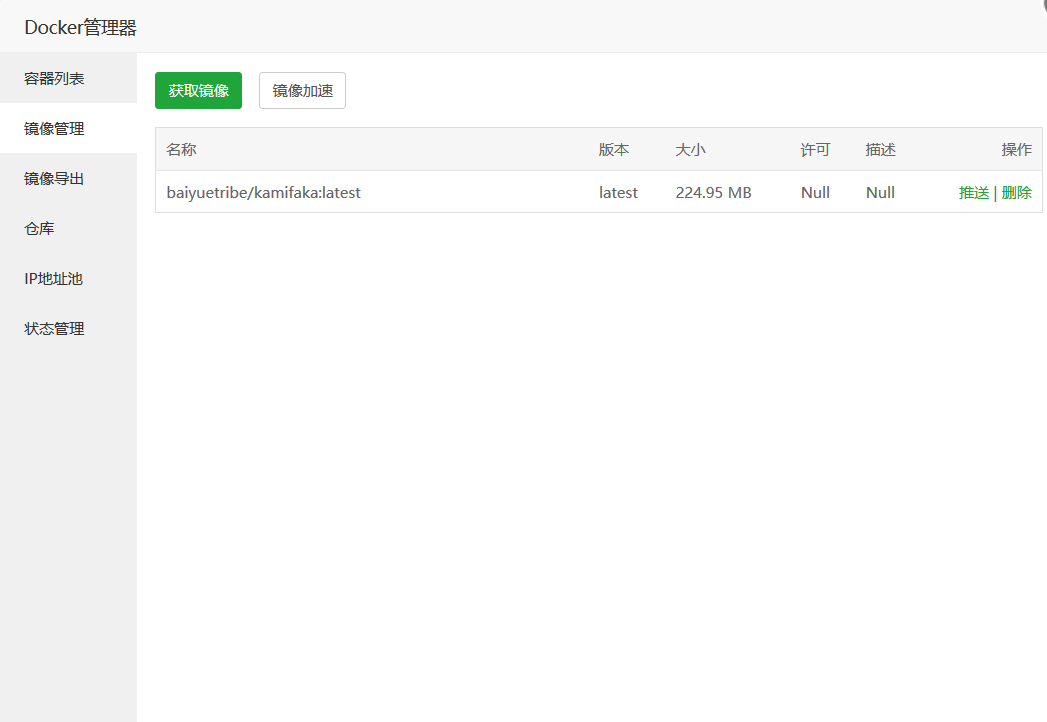 Docker管理器
容器列表
镜像管理
镜像导出
仓库
IP地址池
状态管理
获取镜像 镜像加速
名称 版本 大小 许可 描述 操作
baiyuetribe/kamifaka:latest latest 224.95 MB Null Null 推送 | 删除